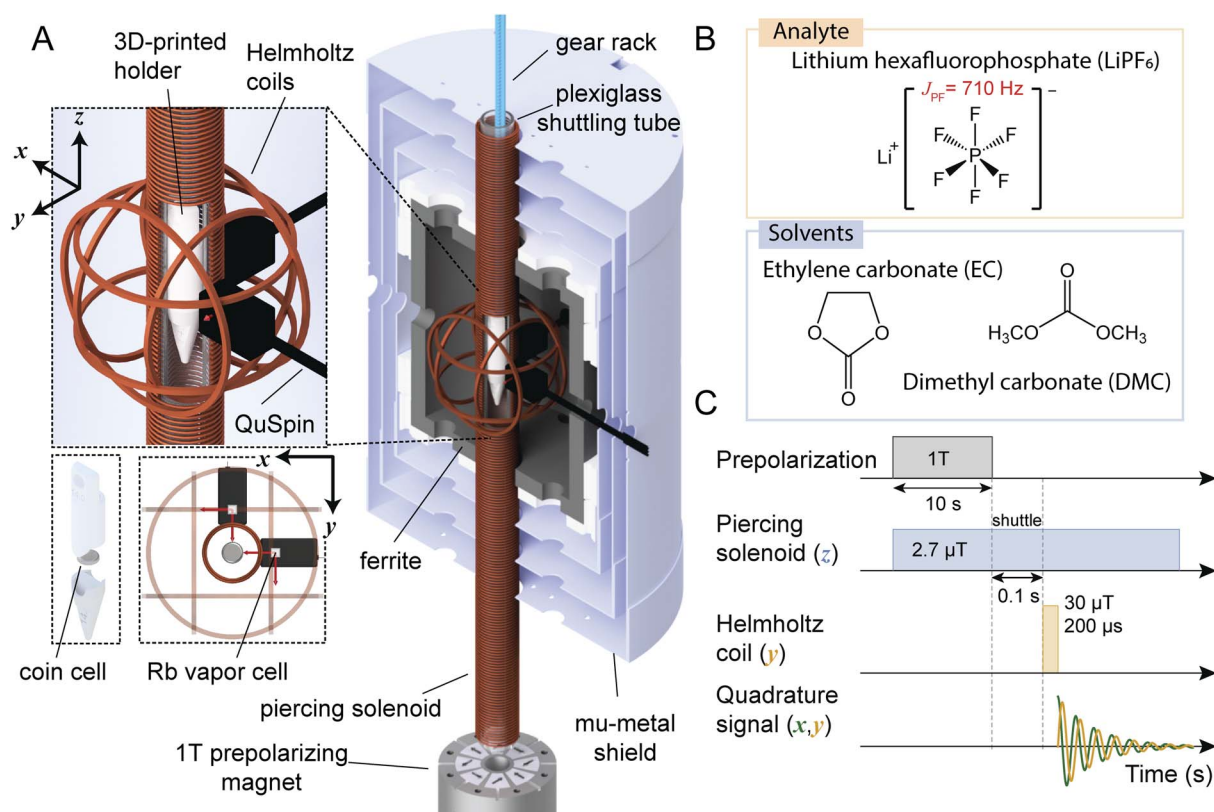 A
3D-printed
holder
Helmholtz
coils
gear rack
plexiglass
shuttling tube
z
x
y
QuSpin
ferrite
x
y
coin cell
Rb vapor cell
piercing solenoid
1T prepolarizing
magnet
mu-metal
shield
B
Analyte
Lithium hexafluorophosphate (LiPF₆)
J_PF = 710 Hz
Li⁺
F
F
F
P
F
F
F
−
Solvents
Ethylene carbonate (EC)
O
O
O
O
H₃CO
OCH₃
Dimethyl carbonate (DMC)
C
Prepolarization
1T
10 s
Piercing
solenoid (z)
2.7 µT
shuttle
0.1 s
Helmholtz
coil (y)
30 µT
200 µs
Quadrature
signal (x,y)
Time (s)